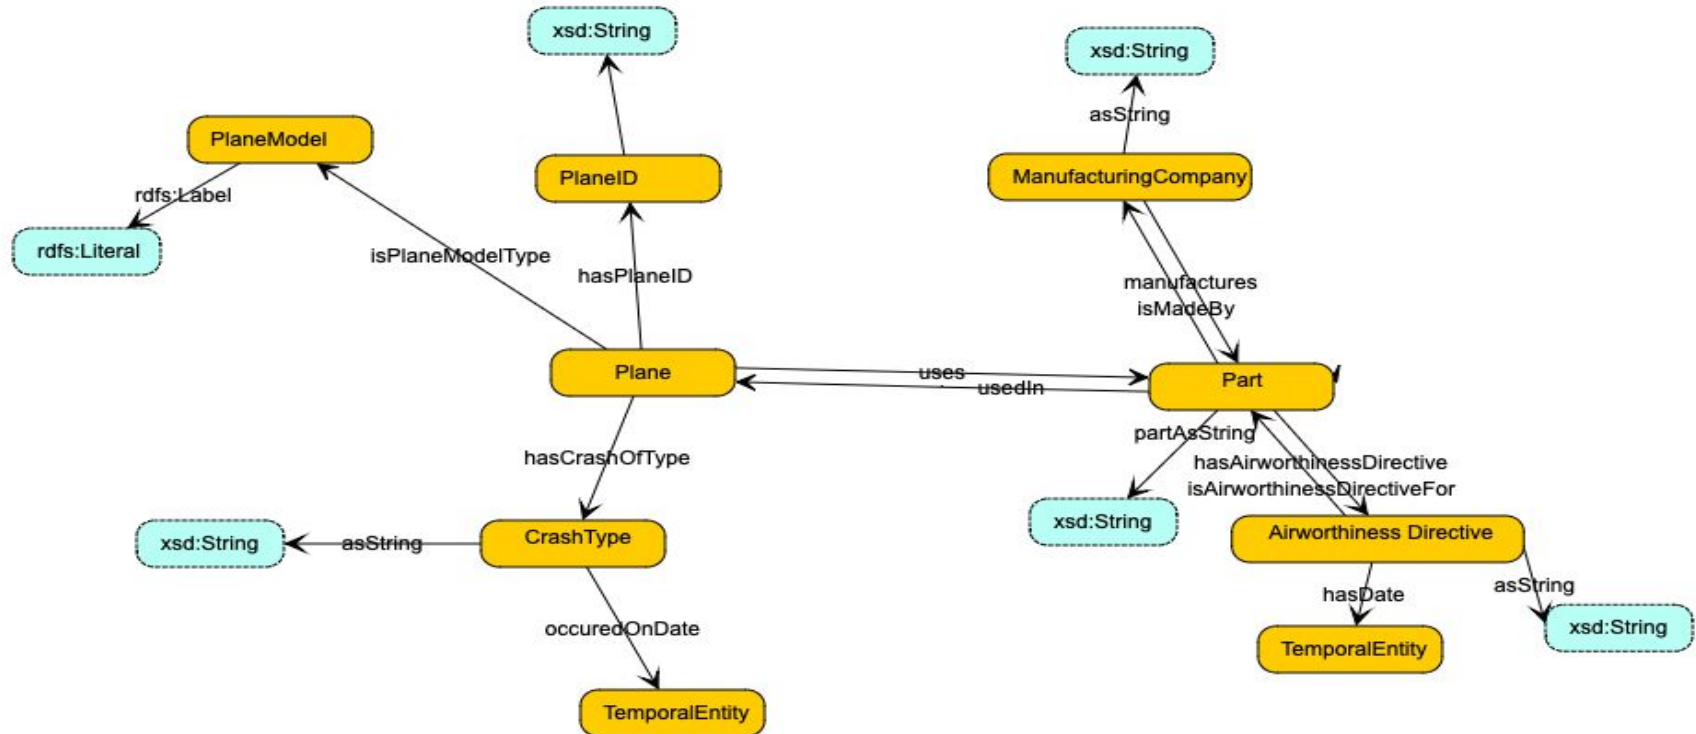 xsd:String
xsd:String
PlaneModel
asString
PlaneID
ManufacturingCompany
rdfs:Label
rdfs:Literal
isPlaneModelType
hasPlaneID
manufactures
isMadeBy
Plane
uses
usedIn
Part
partAsString
hasCrashOfType
hasAirworthinessDirective
isAirworthinessDirectiveFor
xsd:String
CrashType
asString
xsd:String
Airworthiness Directive
hasDate
asString
occuredOnDate
TemporalEntity
xsd:String
TemporalEntity